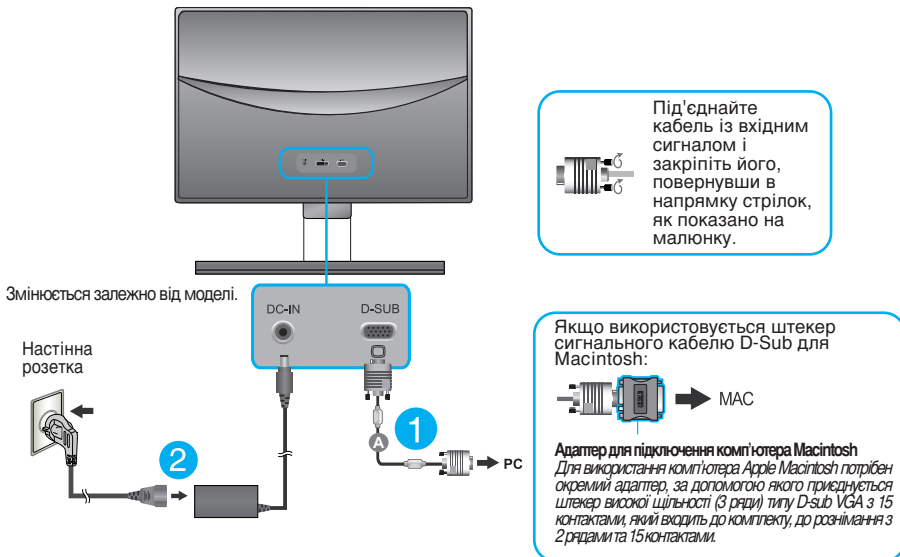 Під'єднайте
кабель із вхідним
сигналом і
закріпіть його,
повернувши в
напрямку стрілок,
як показано на
малюнку.
Змінюється залежно від моделі.
DC-IN
D-SUB
Настінна
розетка
2
A
1
PC
Якщо використовується штекер
сигнального кабелю D-Sub для
Macintosh:
MAC
Адаптер для підключення комп'ютера Macintosh
Для використання комп'ютера Apple Macintosh потрібен
окремий адаптер, за допомогою якого приєднується
штекер високої щільності (3 ряди) типу D-sub VGA з 15
контактами, який входить до комплекту, до рознімання з
2 рядами та 15 контактами.